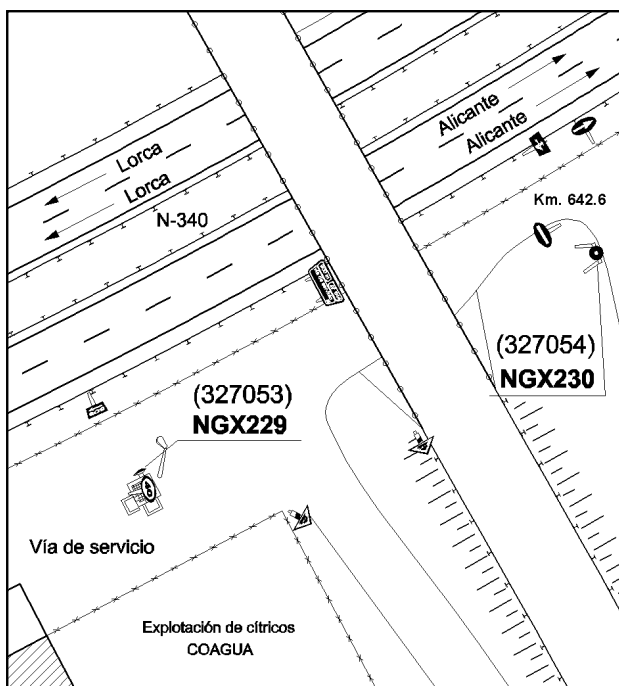 Alicante
Alicante
Lorca
Lorca
Km. 642.6
N-340
(327054)
NGX230
(327053)
NGX229
Vía de servicio
Explotación de cítricos
COAGUA